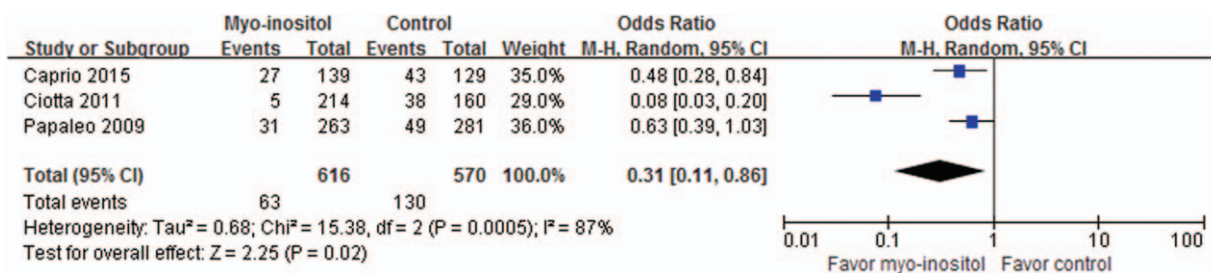 Myo-inositol Control Odds Ratio Odds Ratio
Study or Subgroup Events Total Events Total Weight M-H, Random, 95% CI M-H, Random, 95% CI
Caprio 2015 27 139 43 129 35.0% 0.48 [0.28, 0.84]
Ciotta 2011 5 214 38 160 29.0% 0.08 [0.03, 0.20]
Papaleo 2009 31 263 49 281 36.0% 0.63 [0.39, 1.03]
Total (95% CI) 616 570 100.0% 0.31 [0.11, 0.86]
Total events 63 130
Heterogeneity: Tau² = 0.68; Chi² = 15.38, df = 2 (P = 0.0005); I² = 87%
Test for overall effect: Z = 2.25 (P = 0.02)
0.01 0.1 1 10 100
Favor myo-inositol Favor control